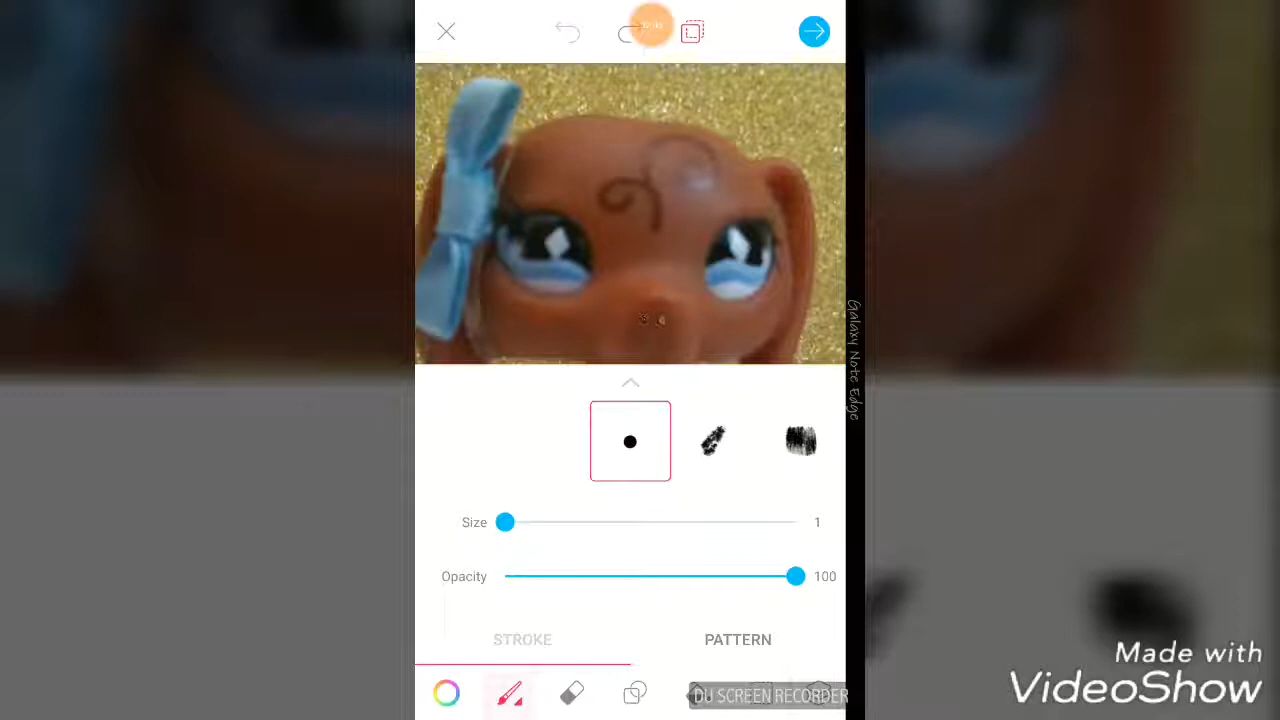 Galaxy Note Edge
Size
1
Opacity
100
STROKE
PATTERN
Made with
VideoShow
DU SCREEN RECORDER